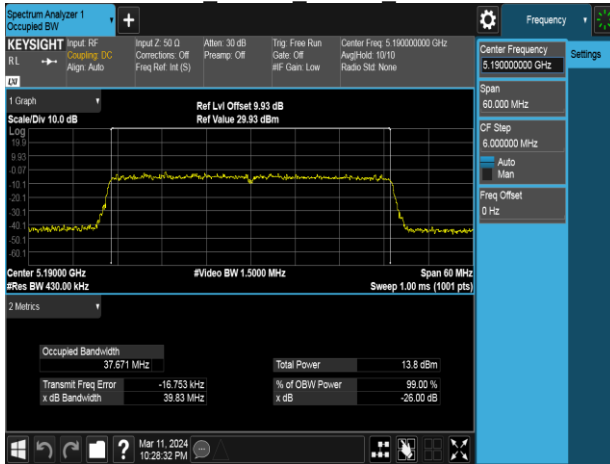 Spectrum Analyzer 1
Occupied BW
Frequency
KEYSIGHT
Input: RF
Coupling: DC
Align: Auto
Input Z: 50 Ω
Corrections: Off
Freq Ref: Int (S)
Atten: 30 dB
Preamp: Off
Trig: Free Run
Gate: Off
#IF Gain: Low
Center Freq: 5.190000000 GHz
Avg|Hold: 10/10
Radio Std: None
RL
LXI
Center Frequency
5.190000000 GHz
Settings
Span
60.000 MHz
CF Step
6.000000 MHz
Auto
Man
Freq Offset
0 Hz
1 Graph
Ref Lvl Offset 9.93 dB
Scale/Div 10.0 dB
Ref Value 29.93 dBm
Log
19.9
9.93
-0.07
-10.1
-20.1
-30.1
-40.1
-50.1
-60.1
Center 5.19000 GHz
#Video BW 1.5000 MHz
Span 60 MHz
#Res BW 430.00 kHz
Sweep 1.00 ms (1001 pts)
2 Metrics
Occupied Bandwidth
37.671 MHz
Total Power 13.8 dBm
Transmit Freq Error -16.753 kHz
% of OBW Power 99.00 %
x dB Bandwidth 39.83 MHz
x dB -26.00 dB
?
Mar 11, 2024
10:28:32 PM